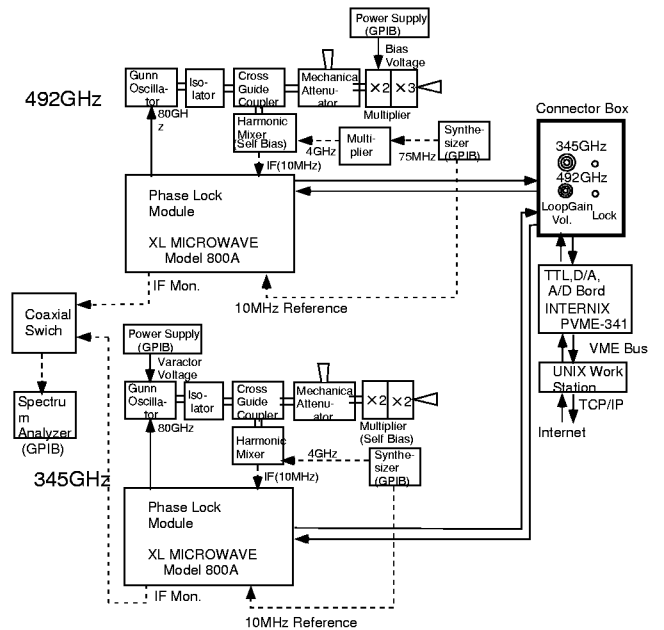 Power Supply
(GPIB)
Bias
Voltage
492GHz
Gunn
Oscilla-
tor
Iso-
lator
Cross
Guide
Coupler
Mechanica
Attenu-
ator
×2
×3
Multiplier
80GH
z
Harmonic
Mixer
(Self Bias)
4GHz
Multi-
plier
75MHz
Synthe-
sizer
(GPIB)
IF(10MHz)
Phase Lock
Module
XL MICROWAVE
Model 800A
IF Mon.
10MHz Reference
Connector Box
345GHz
492GHz
LoopGain
Vol.
Lock
TTL,D/A,
A/D Bord
INTERNIX
PVME-341
VME Bus
UNIX Work
Station
TCP/IP
Internet
Coaxial
Swich
Spectru
m
Analyzer
(GPIB)
Power Supply
(GPIB)
Varactor
Voltage
345GHz
Gunn
Oscillator
Iso-
lator
Cross
Guide
Coupler
Mechanica
Attenu-
ator
×2
×2
Multiplier
(Self Bias)
80GHz
Harmonic
Mixer
4GHz
Synthe-
sizer
(GPIB)
IF(10MHz)
Phase Lock
Module
XL MICROWAVE
Model 800A
IF Mon.
10MHz Reference